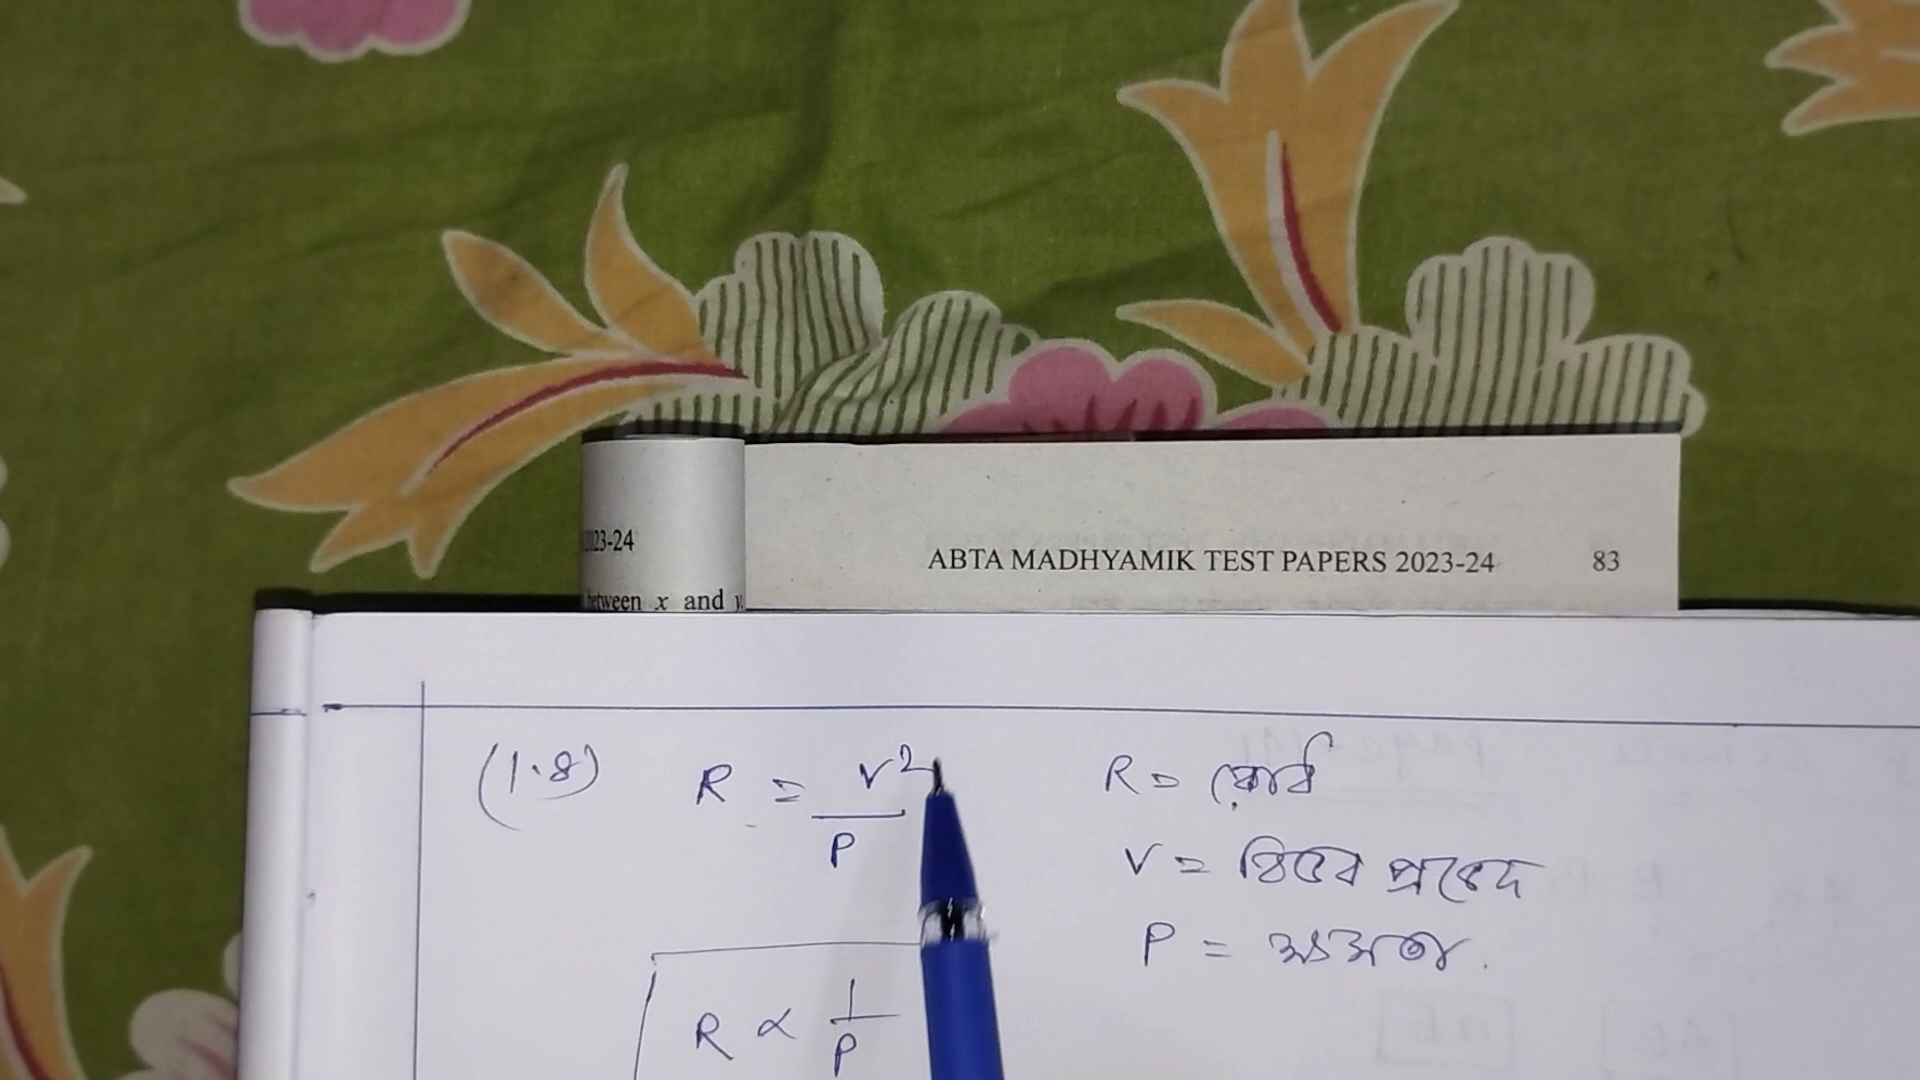 2023-24
between x and y
ABTA MADHYAMIK TEST PAPERS 2023-24 83
(1.8) R = V²/P R = রোধ
V = বিভব প্রভেদ
P = ক্ষমতা.
R ∝ 1/P